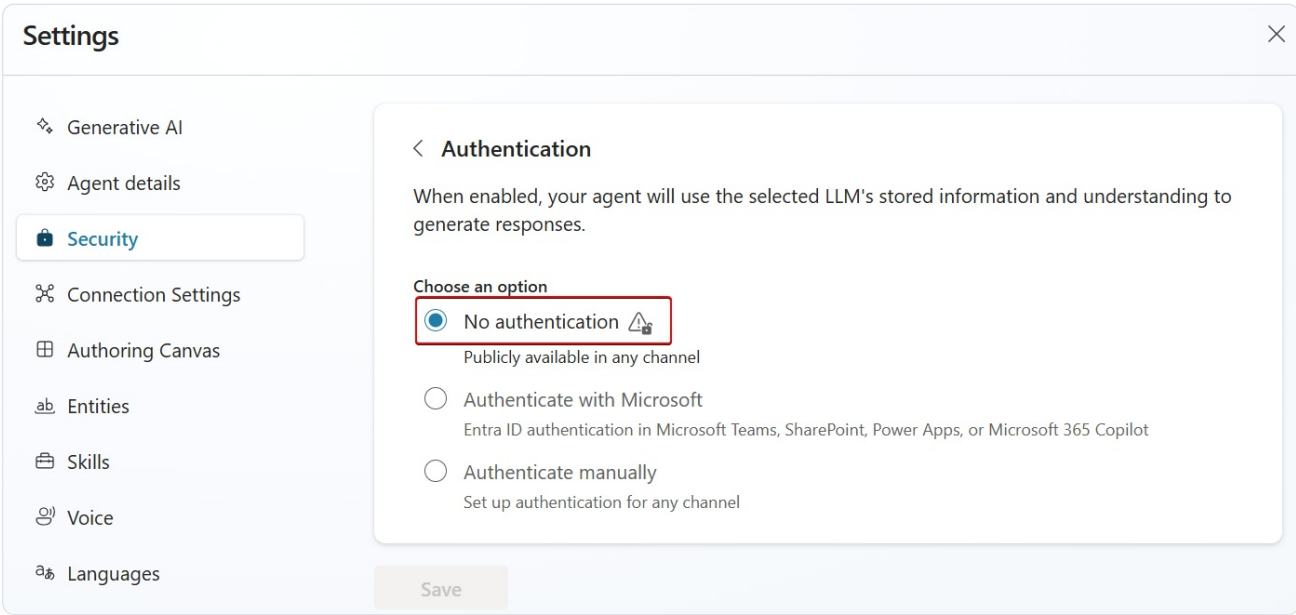 Settings
Generative AI
Agent details
Security
Connection Settings
Authoring Canvas
Entities
Skills
Voice
Languages
Authentication
When enabled, your agent will use the selected LLM's stored information and understanding to
generate responses.
Choose an option
No authentication
Publicly available in any channel
Authenticate with Microsoft
Entra ID authentication in Microsoft Teams, SharePoint, Power Apps, or Microsoft 365 Copilot
Authenticate manually
Set up authentication for any channel
Save